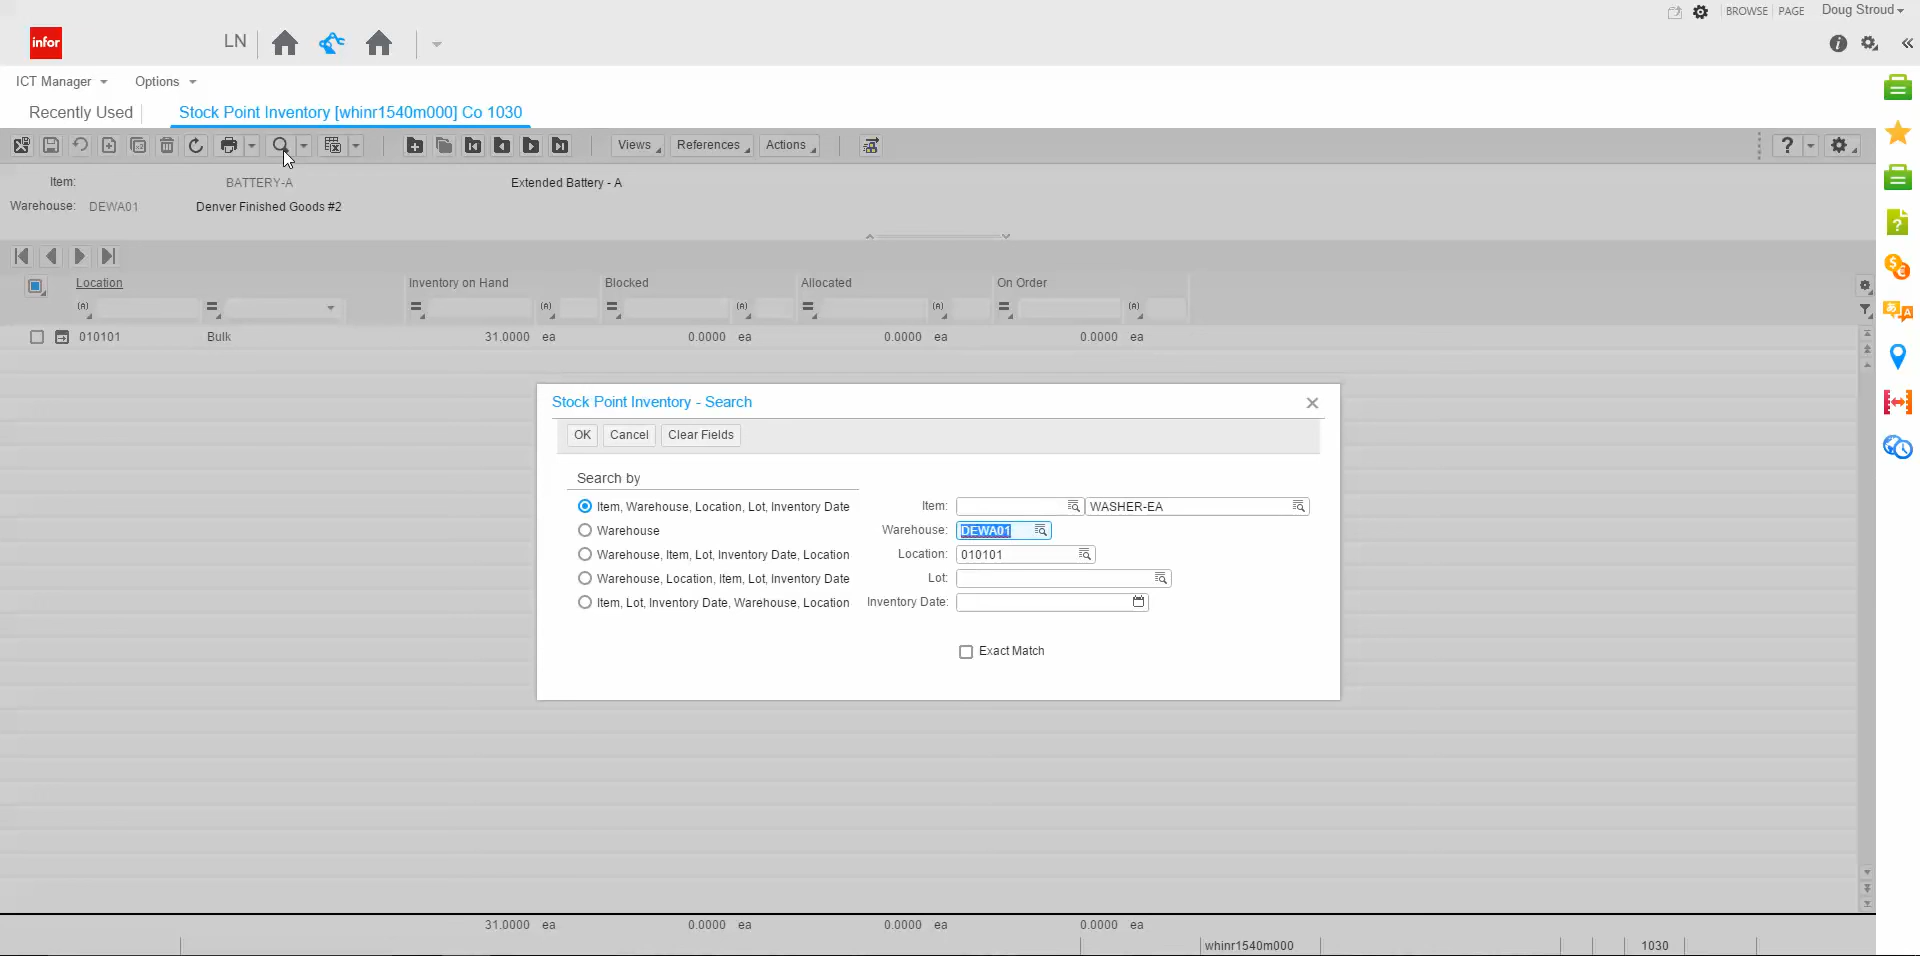 BROWSE PAGE Doug Stroud
infor LN
ICT Manager Options
Recently Used Stock Point Inventory [whinr1540m000] Co 1030
Views References Actions ?
Item: BATTERY-A Extended Battery - A
Warehouse: DEWA01 Denver Finished Goods #2
Location Inventory on Hand Blocked Allocated On Order
010101 Bulk 31.0000 ea 0.0000 ea 0.0000 ea 0.0000 ea
Stock Point Inventory - Search
OK Cancel Clear Fields
Search by
Item, Warehouse, Location, Lot, Inventory Date Item: WASHER-EA
Warehouse Warehouse: DEWA01
Warehouse, Item, Lot, Inventory Date, Location Location: 010101
Warehouse, Location, Item, Lot, Inventory Date Lot:
Item, Lot, Inventory Date, Warehouse, Location Inventory Date:
Exact Match
31.0000 ea 0.0000 ea 0.0000 ea 0.0000 ea
whinr1540m000 1030